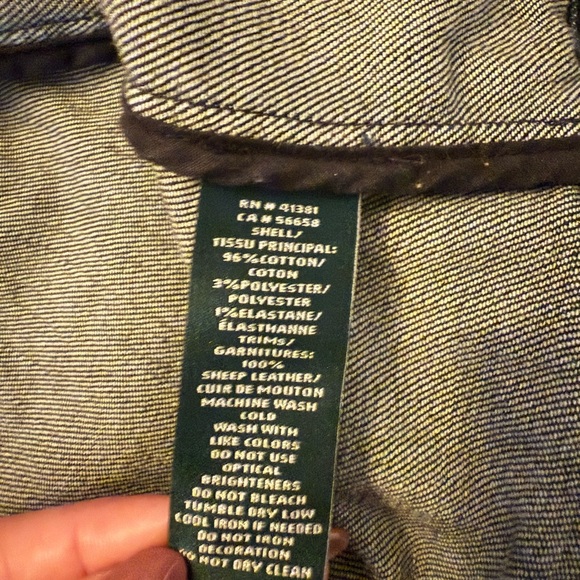 RN # 41381
CA # 56658
SHELL/
TISSU PRINCIPAL:
96%COTTON/
COTON
3%POLYESTER/
POLYESTER
1%ELASTANE/
ÉLASTHANNE
TRIMS/
GARNITURES:
100%
SHEEP LEATHER/
CUIR DE MOUTON
MACHINE WASH
COLD
WASH WITH
LIKE COLORS
DO NOT USE
OPTICAL
BRIGHTENERS
DO NOT BLEACH
TUMBLE DRY LOW
COOL IRON IF NEEDED
DO NOT IRON
DECORATION
DO NOT DRY CLEAN